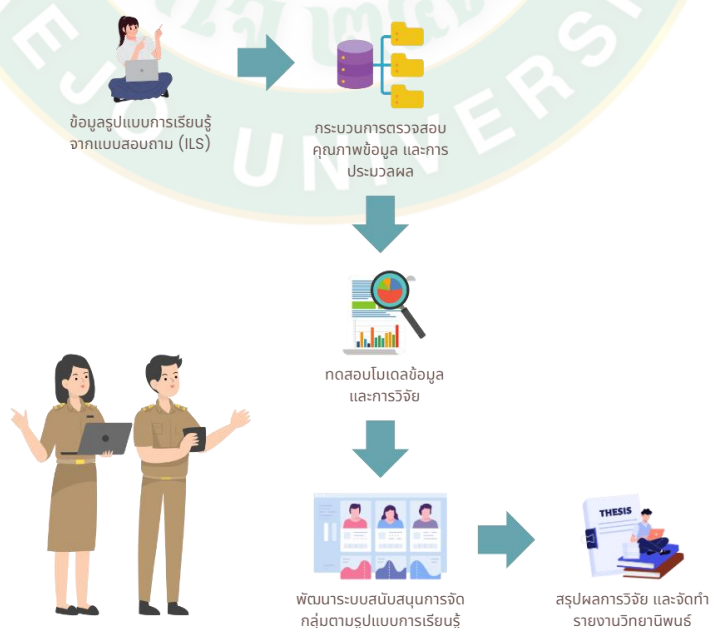 UNIVERS
ข้อมูลรูปแบบการเรียนรู้
จากแบบสอบถาม (ILS)
กระบวนการตรวจสอบ
คุณภาพข้อมูล และการ
ประมวลผล
ทดสอบโมเดลข้อมูล
และการวิจัย
พัฒนาระบบสนับสนุนการจัด
กลุ่มตามรูปแบบการเรียนรู้
THESIS
สรุปผลการวิจัย และจัดทำ
รายงานวิทยานิพนธ์